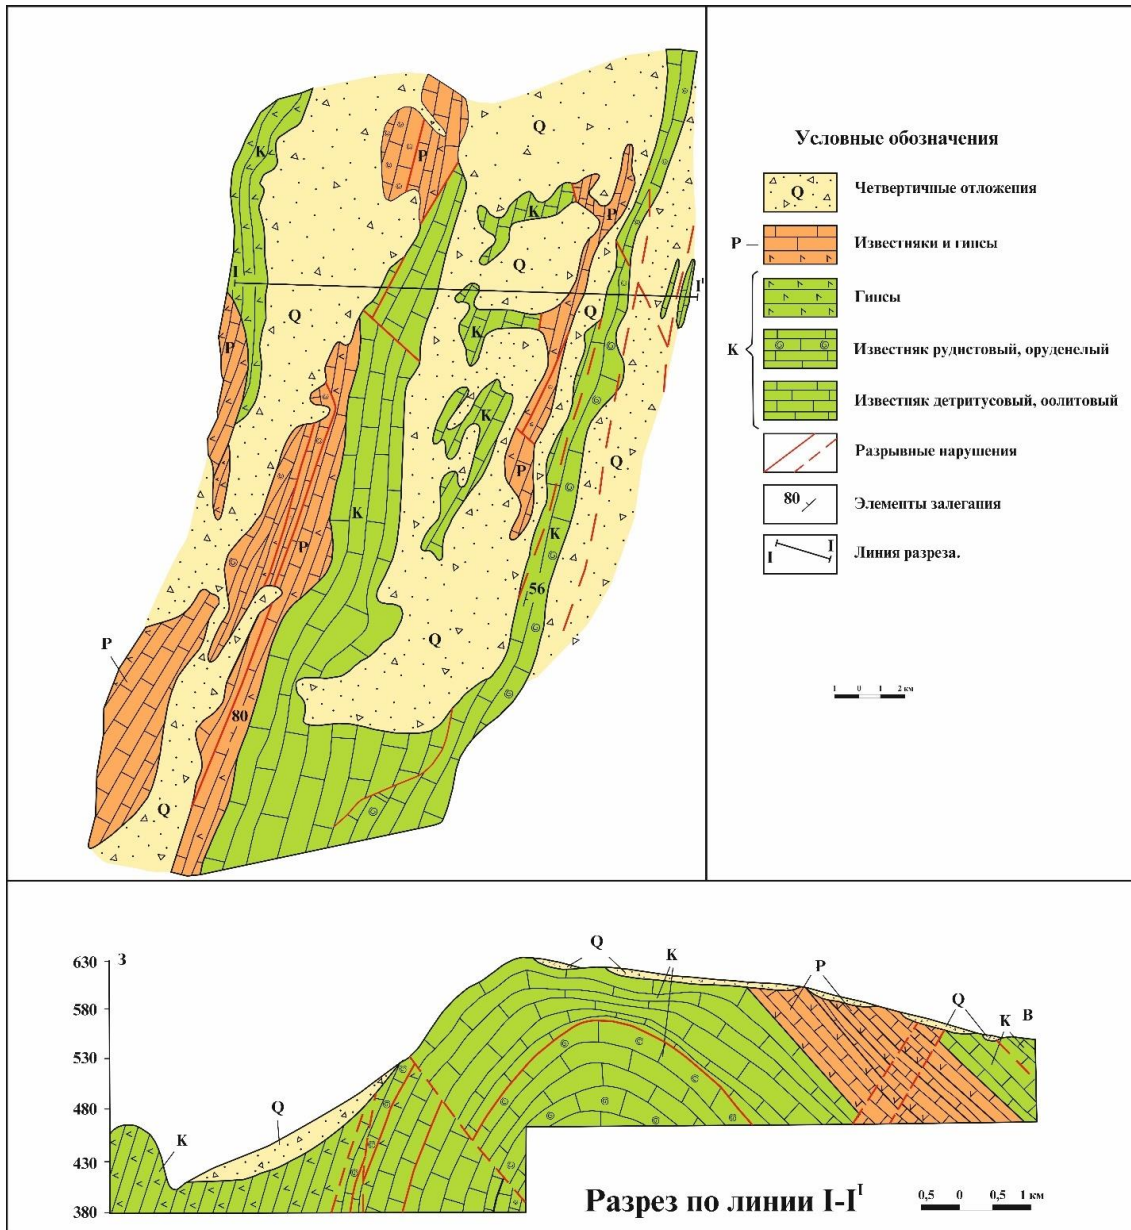 Условные обозначения
Q Четвертичные отложения
P — Известняки и гипсы
Гипсы
K
Известняк рудистовый, оруденелый
Известняк детритусовый, оолитовый
Разрывные нарушения
80 Элементы залегания
I I Линия разреза.
1 0 1 2 км
P
Q
K
Q
K
P
I
Q
I'
K
P
Q
P
K
Q
P
K
K
P
56
P
Q
80
Q
630 З
Q
K
P
580
Q
K
В
530
480
Q
430
K
380
Разрез по линии I-I^I
0,5 0 0,5 1 км